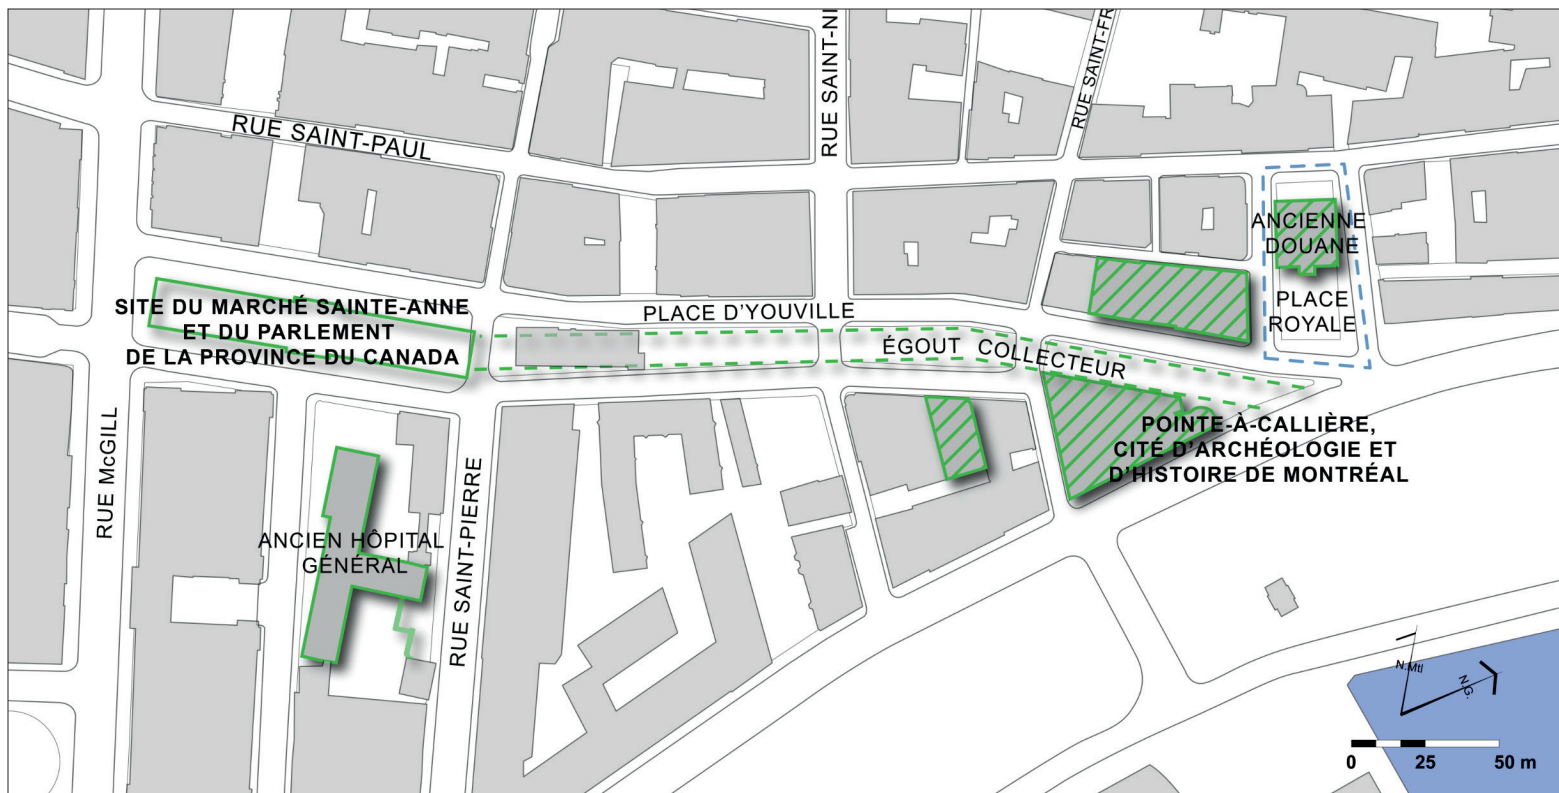 RUE SAINT-PAUL
RUE SAINT-NI
RUE SAINT-FR
ANCIENNE
DOUANE
PLACE
ROYALE
SITE DU MARCHÉ SAINTE-ANNE
ET DU PARLEMENT
DE LA PROVINCE DU CANADA
PLACE D'YOUVILLE
ÉGOUT COLLECTEUR
POINTE-À-CALLIÈRE,
CITÉ D'ARCHÉOLOGIE ET
D'HISTOIRE DE MONTRÉAL
RUE McGILL
ANCIEN HÔPITAL
GÉNÉRAL
RUE SAINT-PIERRE
N.Mtl
N.G.
0 25 50 m